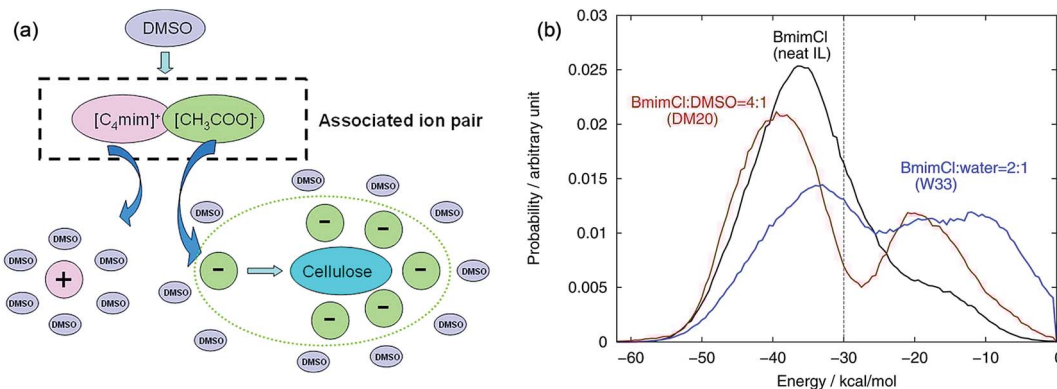 (a)
DMSO
[C₄mim]⁺ [CH₃COO]⁻
Associated ion pair
DMSO DMSO
DMSO DMSO
DMSO
DMSO DMSO
DMSO DMSO
DMSO DMSO
DMSO
+
− − − − − −
Cellulose
DMSO DMSO
DMSO DMSO
DMSO DMSO
(b)
0.03
0.025
0.02
0.015
0.01
0.005
0
Probability / arbitrary unit
BmimCl
(neat IL)
BmimCl:DMSO=4:1
(DM20)
BmimCl:water=2:1
(W33)
-60 -50 -40 -30 -20 -10 0
Energy / kcal/mol